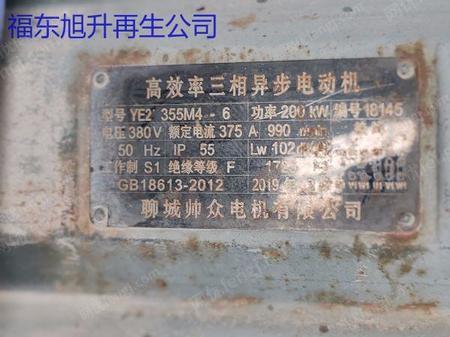 福东旭升再生公司
高效率三相异步电动机
型号 YE2 355M4-6 功率 200 kW 编号 18145
电压 380V 额定电流 375 A 990
50 Hz IP 55 Lw 102
工作制 S1 绝缘等级 F
GB18613-2012 2019
聊城帅众电机有限公司